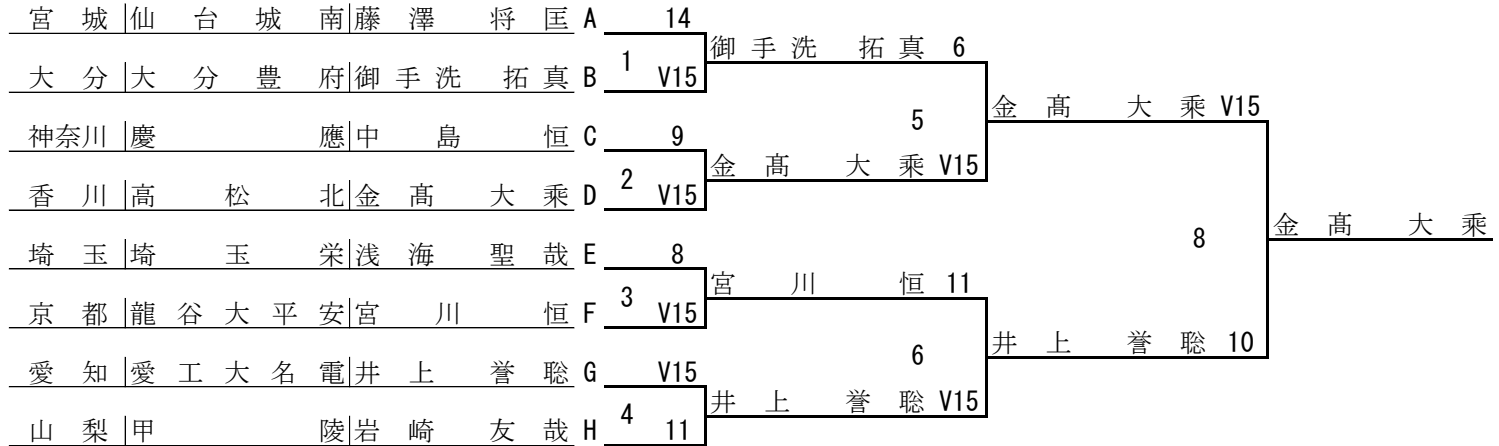 宮城 仙台城南 藤澤将匡 A 14
御手洗拓真 6
1
大分 大分豊府 御手洗拓真 B V15
金髙大乗 V15
5
神奈川 慶應 中島恒 C 9
金髙大乗 V15
2
香川 高松北 金髙大乗 D V15
金髙大乗
8
埼玉 埼玉栄 浅海聖哉 E 8
宮川恒 11
3
京都 龍谷大平安 宮川恒 F V15
井上誉聡 10
6
愛知 愛工大名電 井上誉聡 G V15
井上誉聡 V15
4
山梨 甲陵 岩崎友哉 H 11